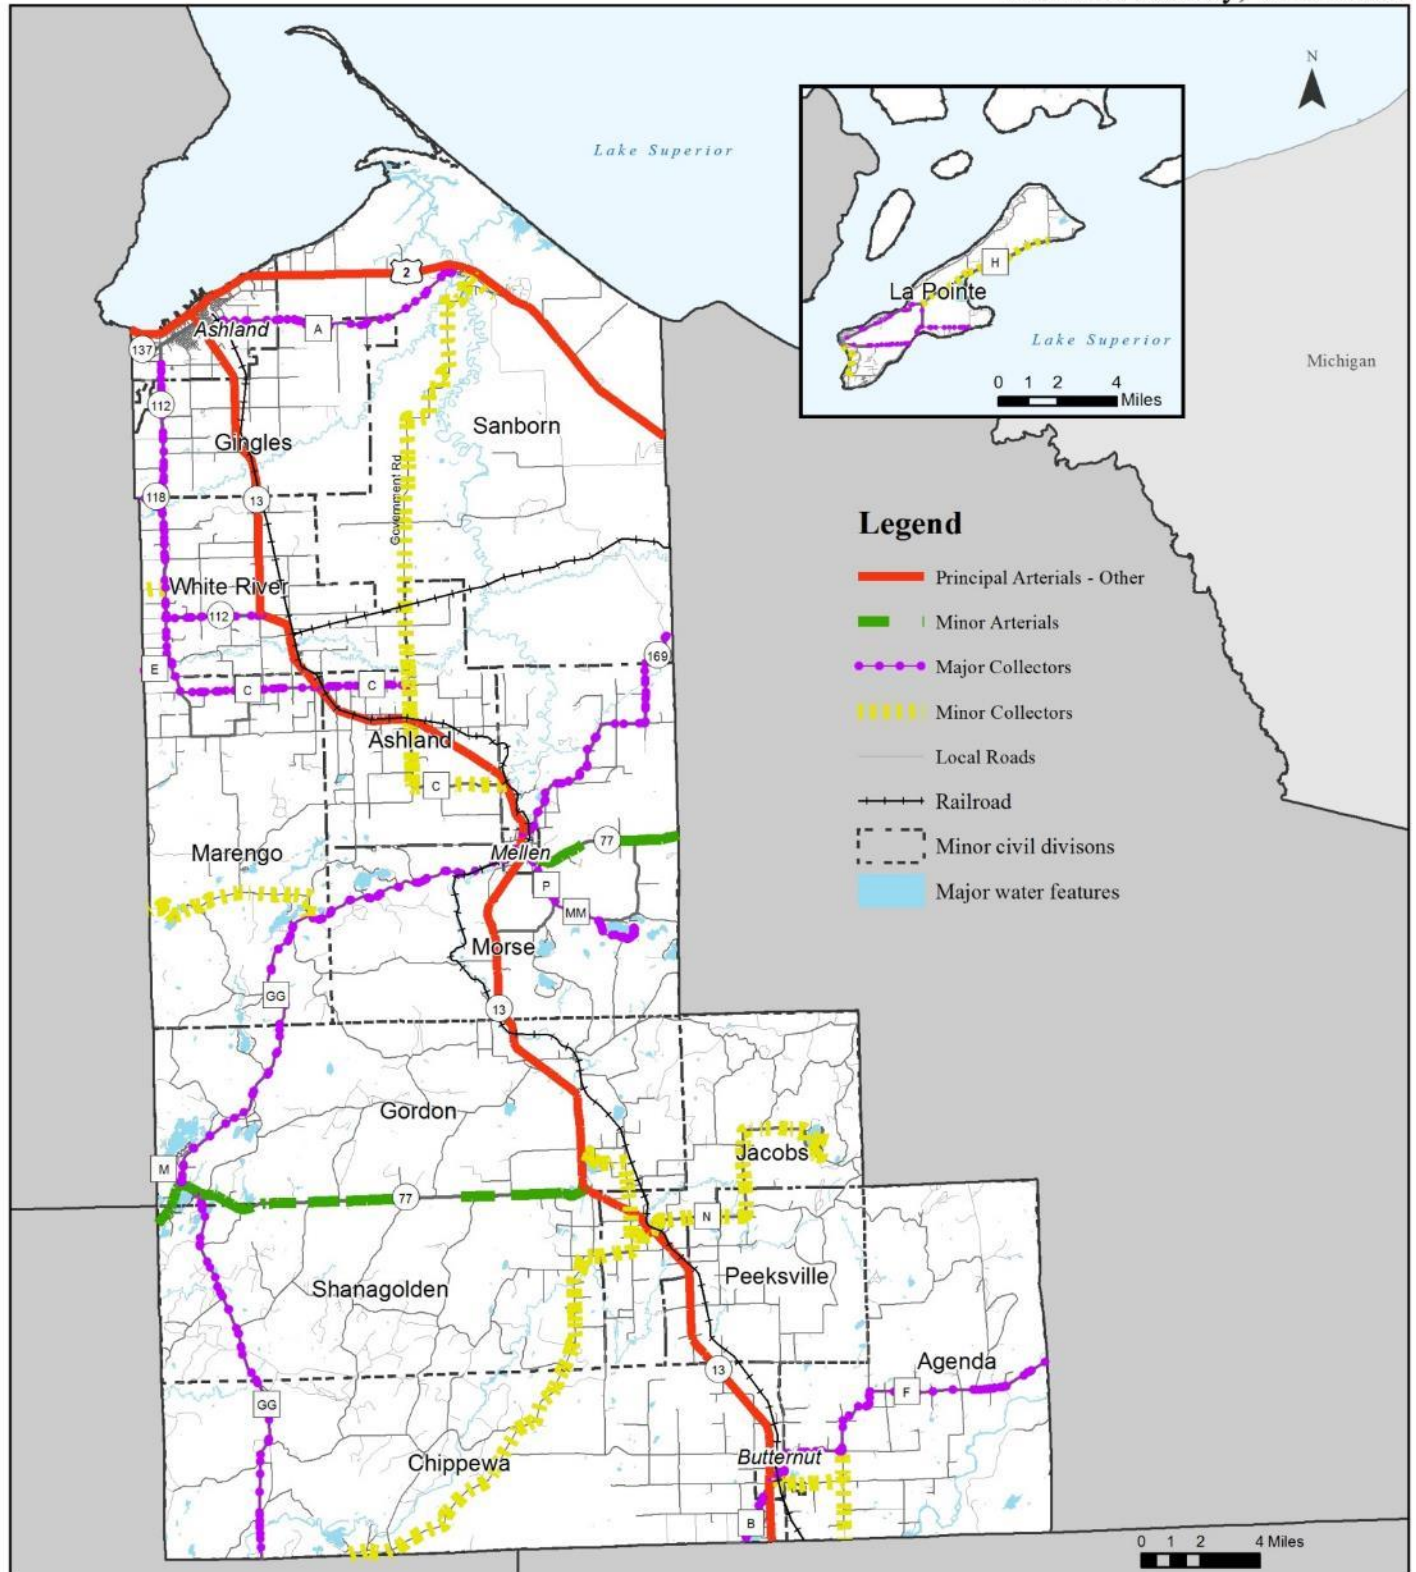 N
Lake Superior
H
La Pointe
Lake Superior
0 1 2 4
Miles
Michigan
2
Ashland
A
137
112
Gingles
Sanborn
118
13
Government Rd
White River
112
169
E
C
C
Ashland
C
Marengo
Mellen
77
P
MM
Morse
GG
13
Gordon
Jacobs
M
77
N
Shanagolden
Peeksville
13
Agenda
F
GG
Chippewa
Butternut
B
Legend
Principal Arterials - Other
Minor Arterials
Major Collectors
Minor Collectors
Local Roads
Railroad
Minor civil divisons
Major water features
0 1 2 4 Miles